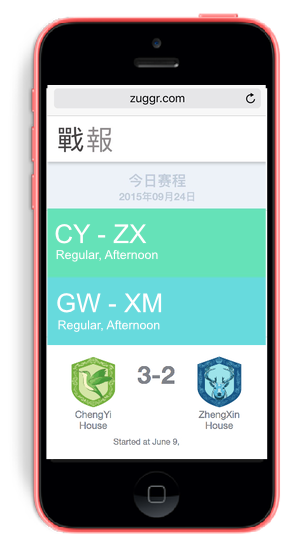 zuggr.com
戰報
今日赛程
2015年09月24日
CY - ZX
Regular, Afternoon
GW - XM
Regular, Afternoon
3-2
ChengYi
House
ZhengXin
House
Started at June 9,